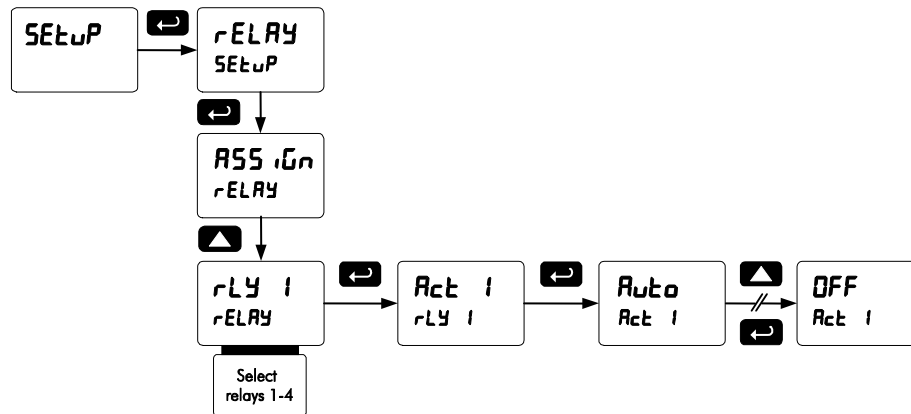 SEtuP
rELAY
SEtuP
ASSiGn
rELAY
rLY 1
rELAY
Act 1
rLY 1
Auto
Act 1
OFF
Act 1
Select
relays 1-4